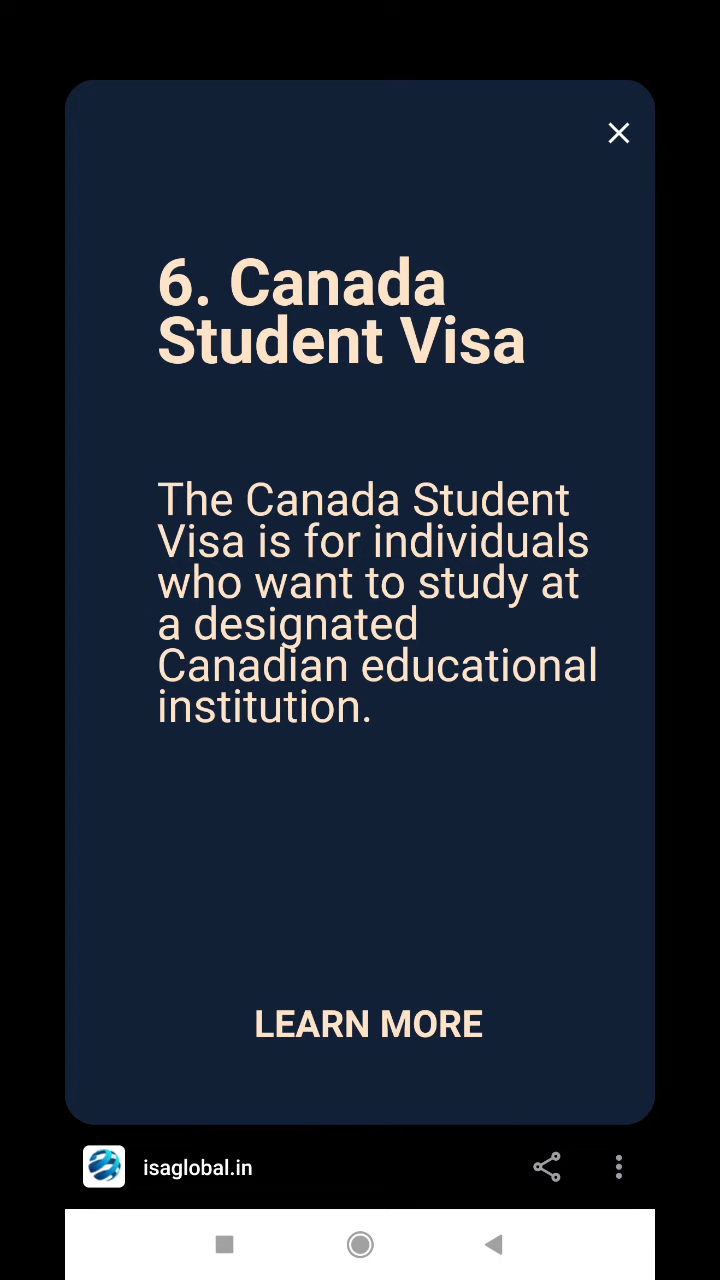 6. Canada
Student Visa
The Canada Student
Visa is for individuals
who want to study at
a designated
Canadian educational
institution.
LEARN MORE
isaglobal.in